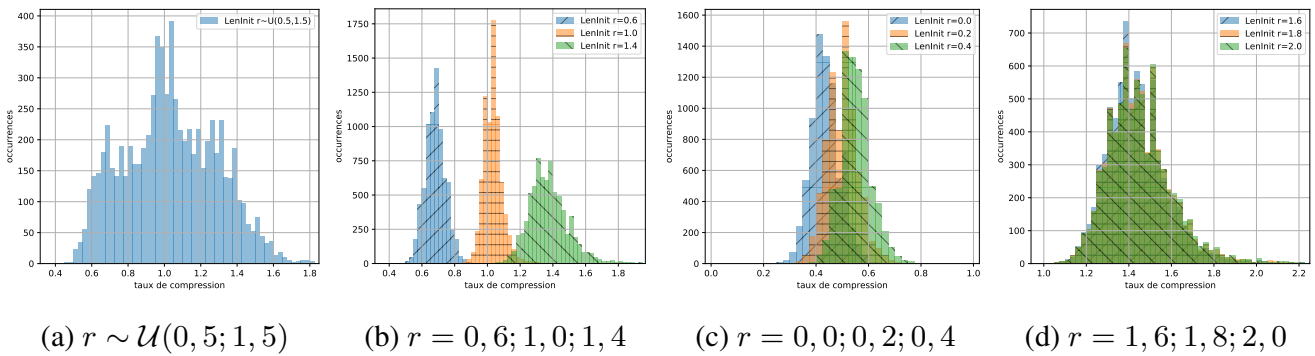 400
350
300
250
200
150
100
50
0
occurrences
0.4 0.6 0.8 1.0 1.2 1.4 1.6 1.8
taux de compression
LenInit r~U(0.5,1.5)
(a) r ∼ U(0,5; 1,5)
1750
1500
1250
1000
750
500
250
0
occurrences
0.4 0.6 0.8 1.0 1.2 1.4 1.6 1.8
taux de compression
LenInit r=0.6
LenInit r=1.0
LenInit r=1.4
(b) r = 0,6; 1,0; 1,4
1600
1400
1200
1000
800
600
400
200
0
occurrences
0.0 0.2 0.4 0.6 0.8 1.0
taux de compression
LenInit r=0.0
LenInit r=0.2
LenInit r=0.4
(c) r = 0,0; 0,2; 0,4
700
600
500
400
300
200
100
0
occurrences
1.0 1.2 1.4 1.6 1.8 2.0 2.2
taux de compression
LenInit r=1.6
LenInit r=1.8
LenInit r=2.0
(d) r = 1,6; 1,8; 2,0